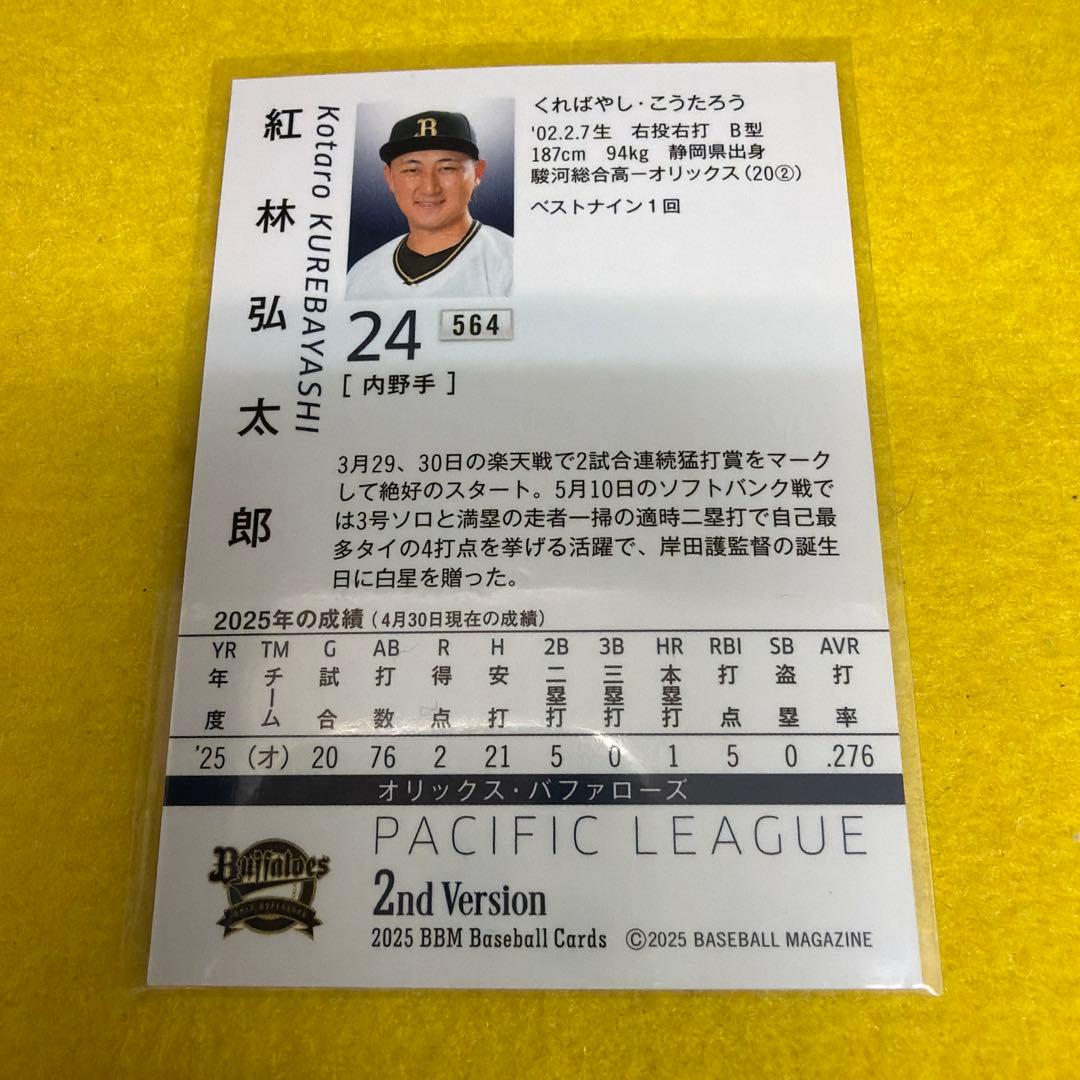 紅林弘太郎
Kotaro KUREBAYASHI
B
くればやし・こうたろう
'02.2.7生 右投右打 B型
187cm 94kg 静岡県出身
駿河総合高ーオリックス(20②)
ベストナイン1回
24
564
[ 内野手 ]
3月29、30日の楽天戦で2試合連続猛打賞をマーク
して絶好のスタート。5月10日のソフトバンク戦で
は3号ソロと満塁の走者一掃の適時二塁打で自己最
多タイの4打点を挙げる活躍で、岸田護監督の誕生
日に白星を贈った。
2025年の成績(4月30日現在の成績)
YR TM G AB R H 2B 3B HR RBI SB AVR
年度 チーム 試合 打数 得点 安打 二塁打 三塁打 本塁打 打点 盗塁 打率
'25 (オ) 20 76 2 21 5 0 1 5 0 .276
オリックス・バファローズ
PACIFIC LEAGUE
Buffaloes
2nd Version
2025 BBM Baseball Cards ©2025 BASEBALL MAGAZINE